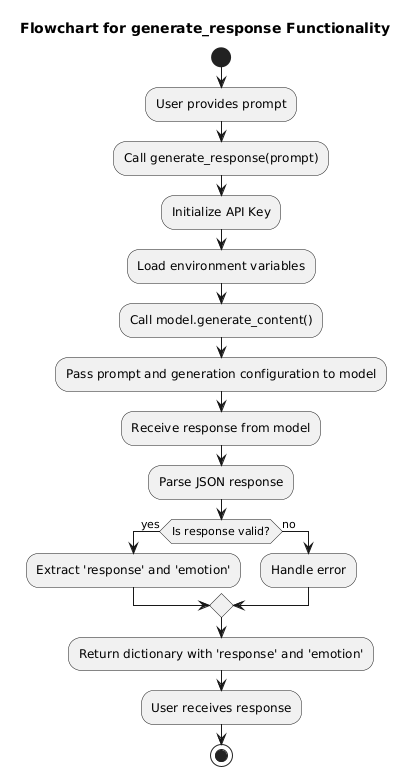 Flowchart for generate_response Functionality
User provides prompt
Call generate_response(prompt)
Initialize API Key
Load environment variables
Call model.generate_content()
Pass prompt and generation configuration to model
Receive response from model
Parse JSON response
yes
Is response valid?
no
Extract 'response' and 'emotion'
Handle error
Return dictionary with 'response' and 'emotion'
User receives response